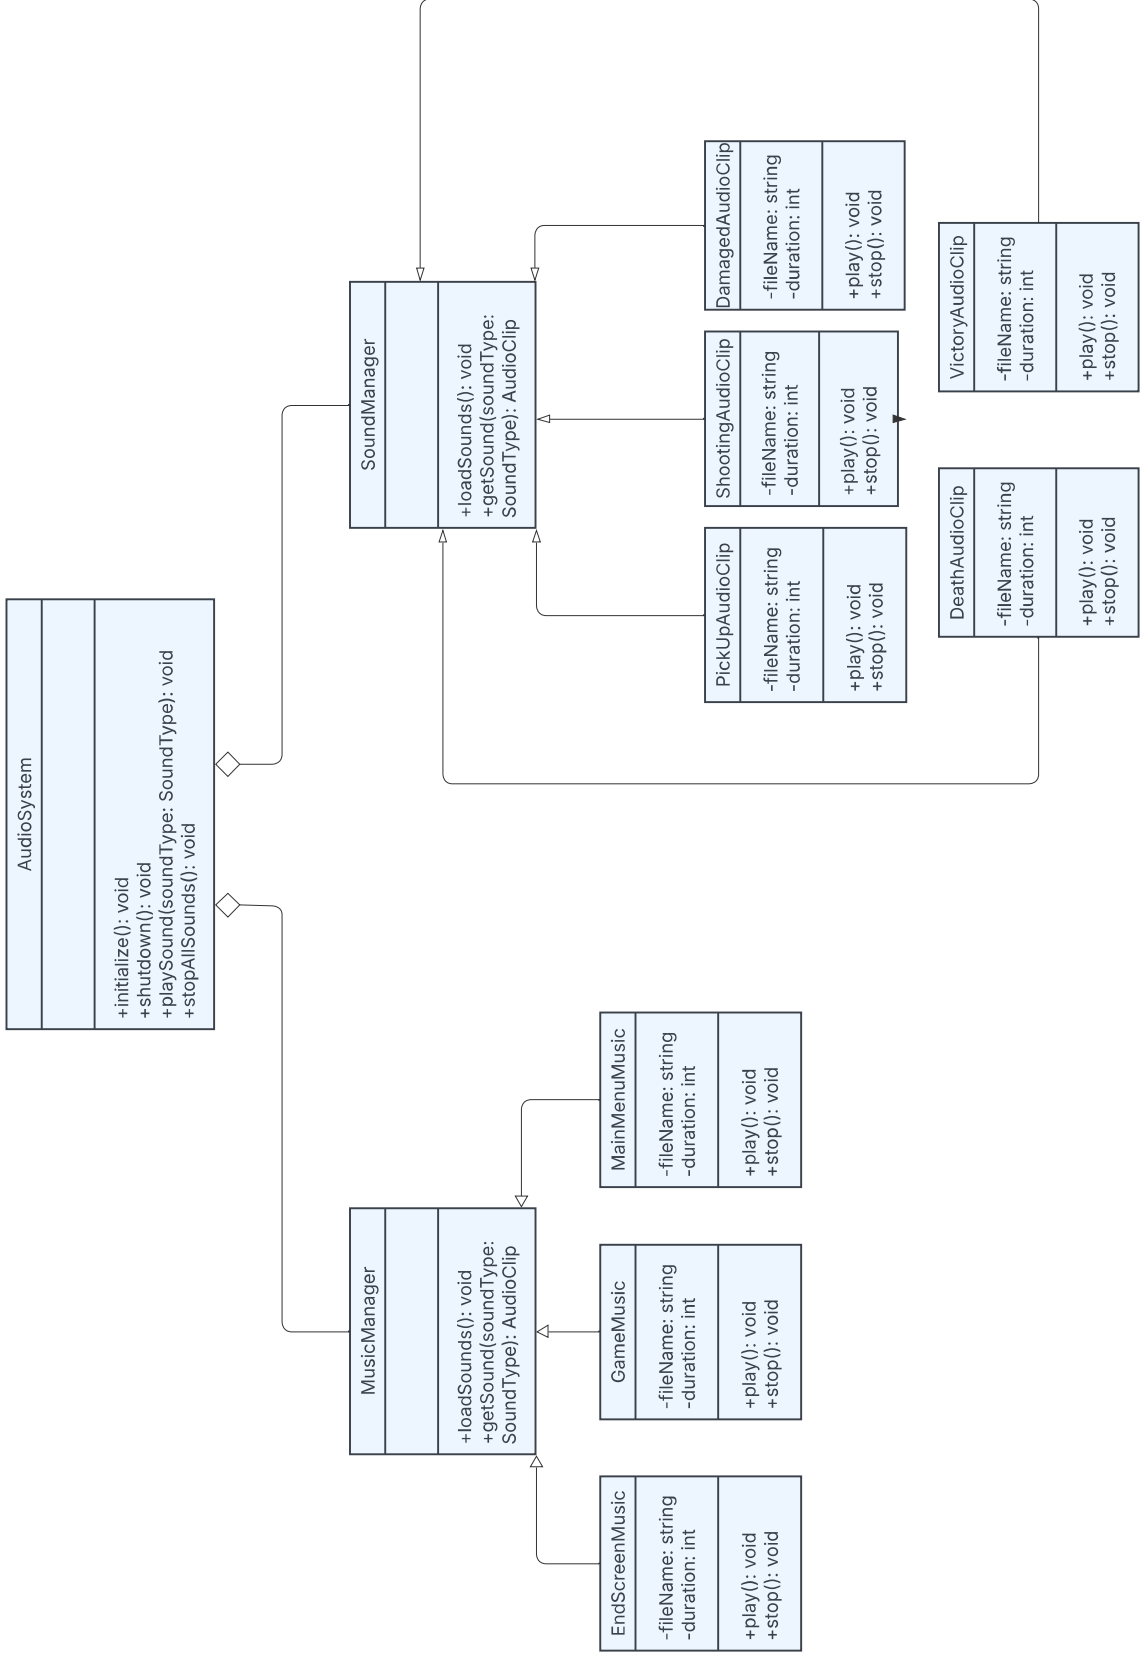 AudioSystem
+initialize(): void
+shutdown(): void
+playSound(soundType: SoundType): void
+stopAllSounds(): void
MusicManager
+loadSounds(): void
+getSound(soundType:
SoundType): AudioClip
SoundManager
+loadSounds(): void
+getSound(soundType:
SoundType): AudioClip
EndScreenMusic
-fileName: string
-duration: int
+play(): void
+stop(): void
GameMusic
-fileName: string
-duration: int
+play(): void
+stop(): void
MainMenuMusic
-fileName: string
-duration: int
+play(): void
+stop(): void
PickUpAudioClip
-fileName: string
-duration: int
+play(): void
+stop(): void
ShootingAudioClip
-fileName: string
-duration: int
+play(): void
+stop(): void
DamagedAudioClip
-fileName: string
-duration: int
+play(): void
+stop(): void
DeathAudioClip
-fileName: string
-duration: int
+play(): void
+stop(): void
VictoryAudioClip
-fileName: string
-duration: int
+play(): void
+stop(): void